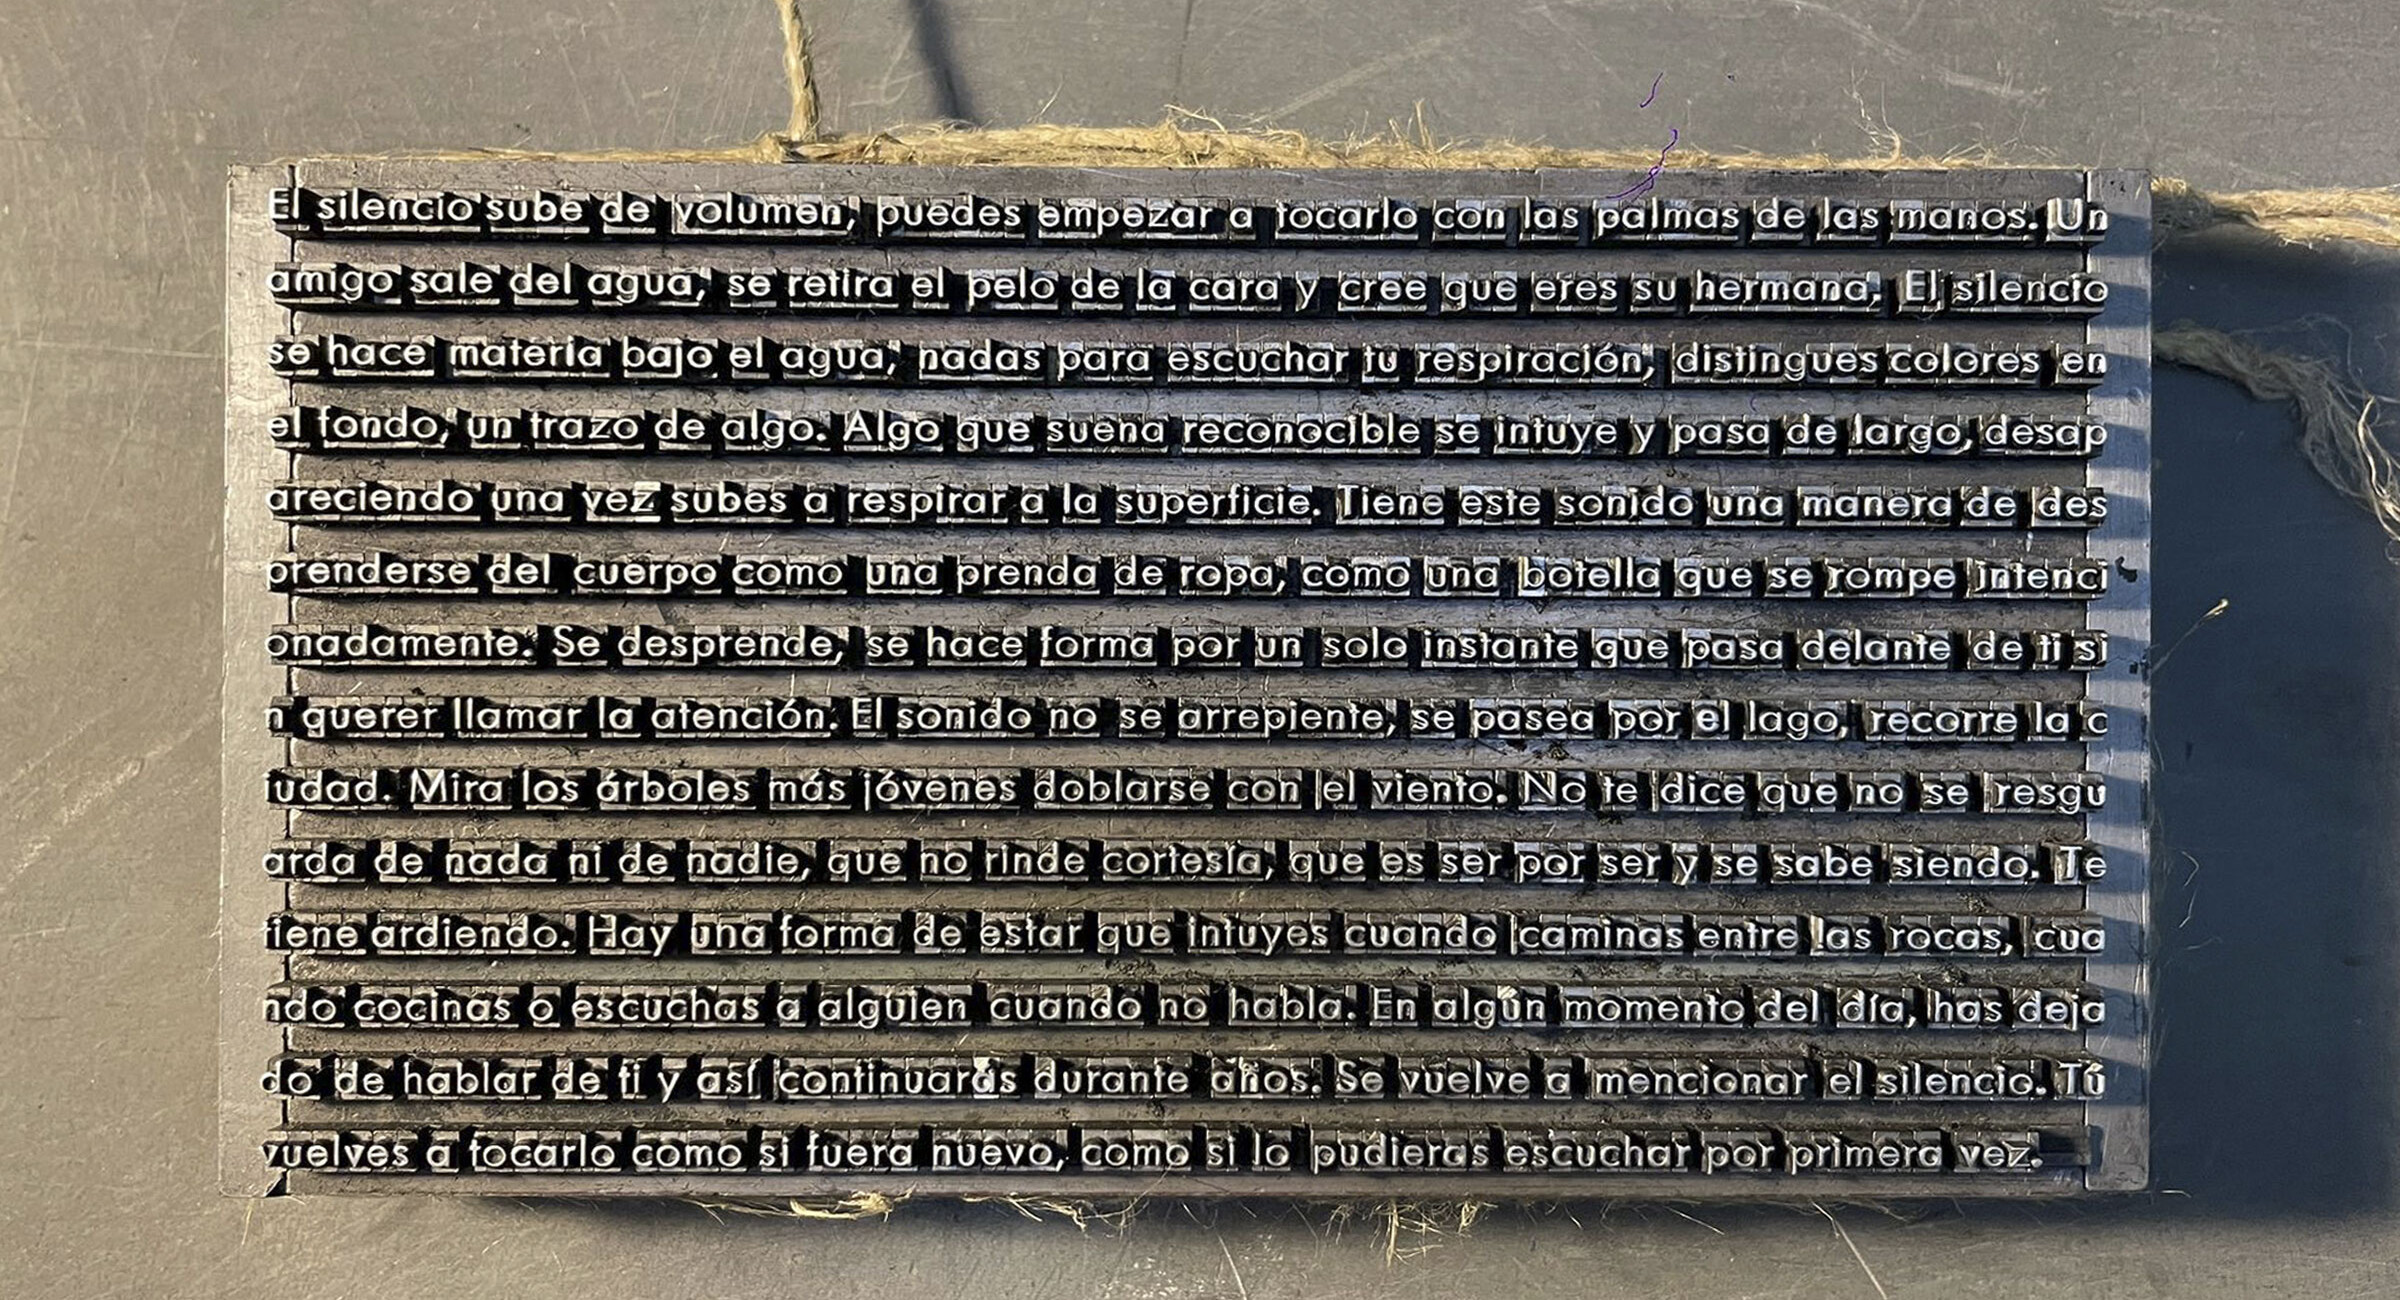 El silencio sube de volumen, puedes empezar a tocarlo con las palmas de las manos. Un
amigo sale del agua, se retira el pelo de la cara y cree que eres su hermana. El silencio
se hace materia bajo el agua, nadas para escuchar tu respiración, distingues colores en
el fondo, un trazo de algo. Algo que suena reconocible se intuye y pasa de largo, desap
areciendo una vez subes a respirar a la superficie. Tiene este sonido una manera de des
prenderse del cuerpo como una prenda de ropa, como una botella que se rompe intenci
onadamente. Se desprende, se hace forma por un solo instante que pasa delante de ti si
n querer llamar la atención. El sonido no se arrepiente, se pasea por el lago, recorre la c
iudad. Mira los árboles más jóvenes doblarse con el viento. No te dice que no se resgu
arda de nada ni de nadie, que no rinde cortesía, que es ser por ser y se sabe siendo. Te
tiene ardiendo. Hay una forma de estar que intuyes cuando caminas entre las rocas, cua
ndo cocinas o escuchas a alguien cuando no habla. En algún momento del día, has deja
do de hablar de ti y así continuarás durante años. Se vuelve a mencionar el silencio. Tú
vuelves a tocarlo como si fuera nuevo, como si lo pudieras escuchar por primera vez.